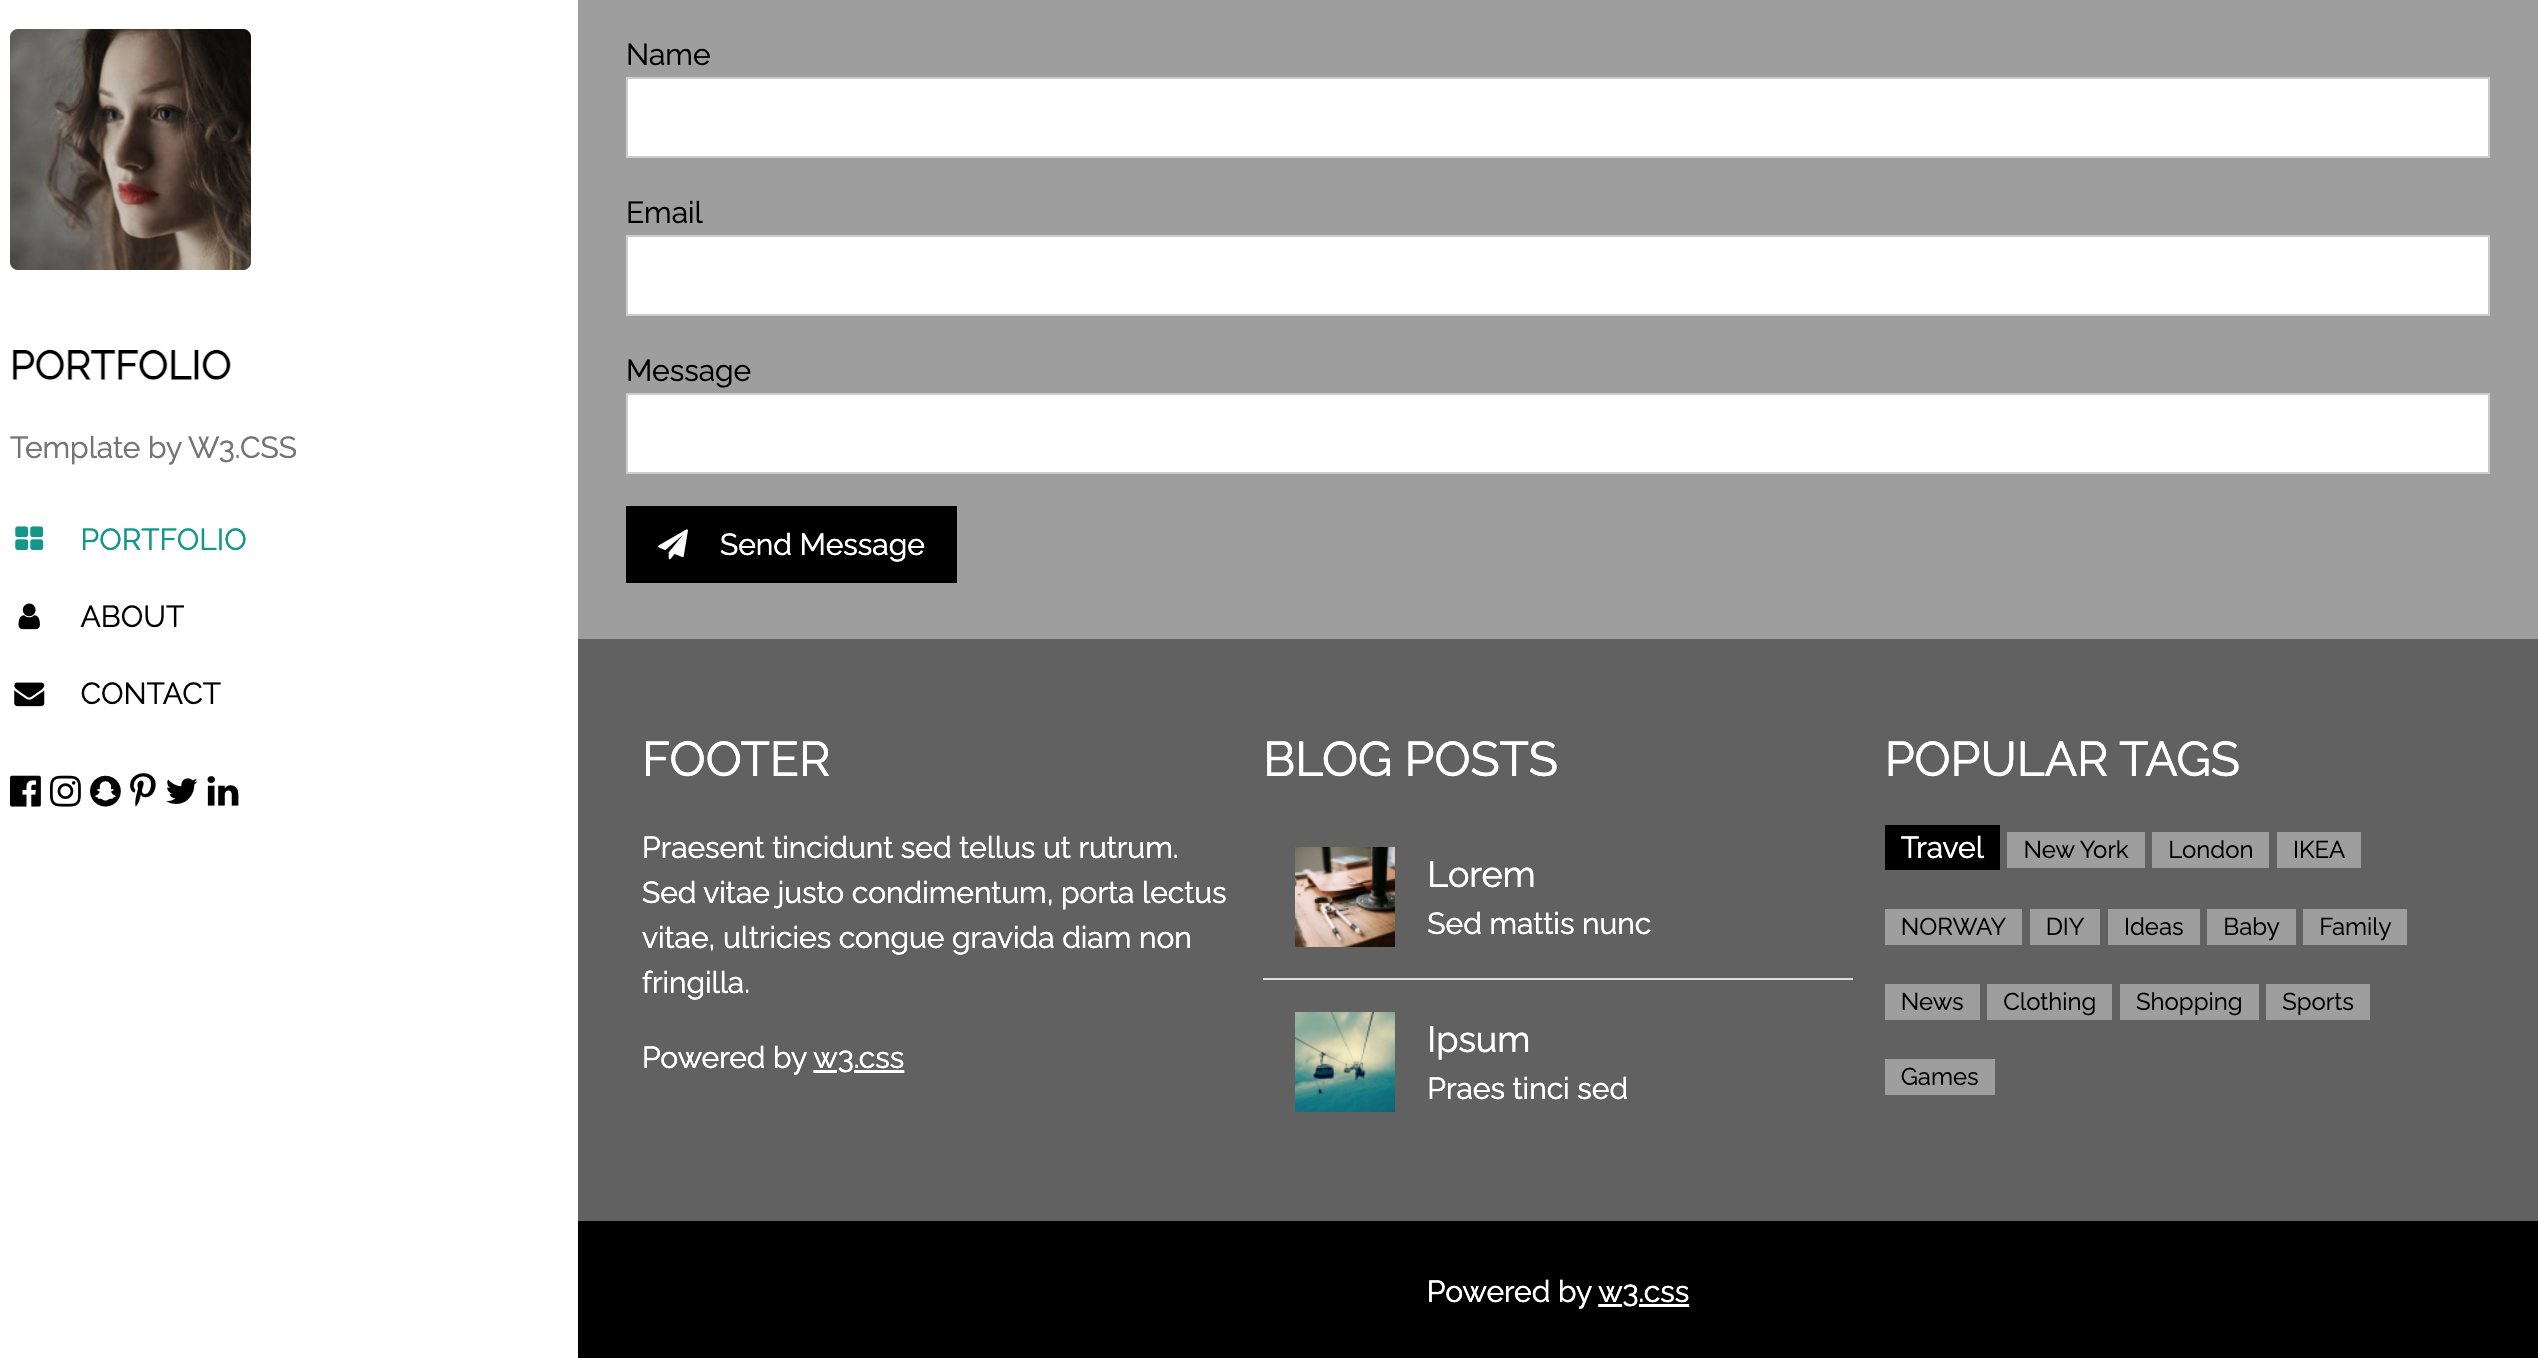 PORTFOLIO
Template by W3.CSS
PORTFOLIO
ABOUT
CONTACT
Name
Email
Message
Send Message
FOOTER
Praesent tincidunt sed tellus ut rutrum.
Sed vitae justo condimentum, porta lectus
vitae, ultricies congue gravida diam non
fringilla.
Powered by w3.css
BLOG POSTS
Lorem
Sed mattis nunc
Ipsum
Praes tinci sed
POPULAR TAGS
Travel New York London IKEA
NORWAY DIY Ideas Baby Family
News Clothing Shopping Sports
Games
Powered by w3.css